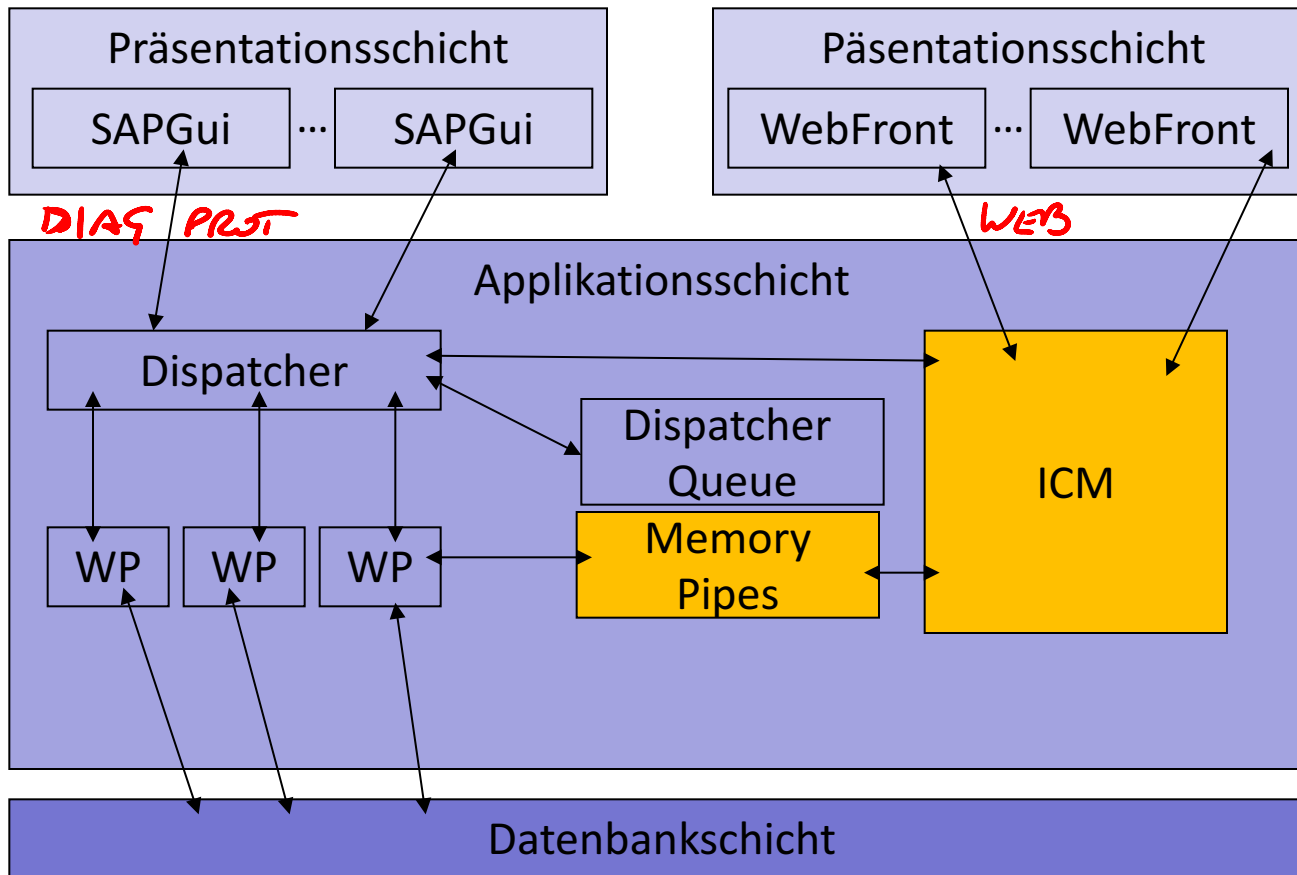 Präsentationsschicht
SAPGui ... SAPGui
Päsentationsschicht
WebFront ... WebFront
DIAG PROT
WEB
Applikationsschicht
Dispatcher
Dispatcher
Queue
ICM
WP WP WP
Memory
Pipes
Datenbankschicht